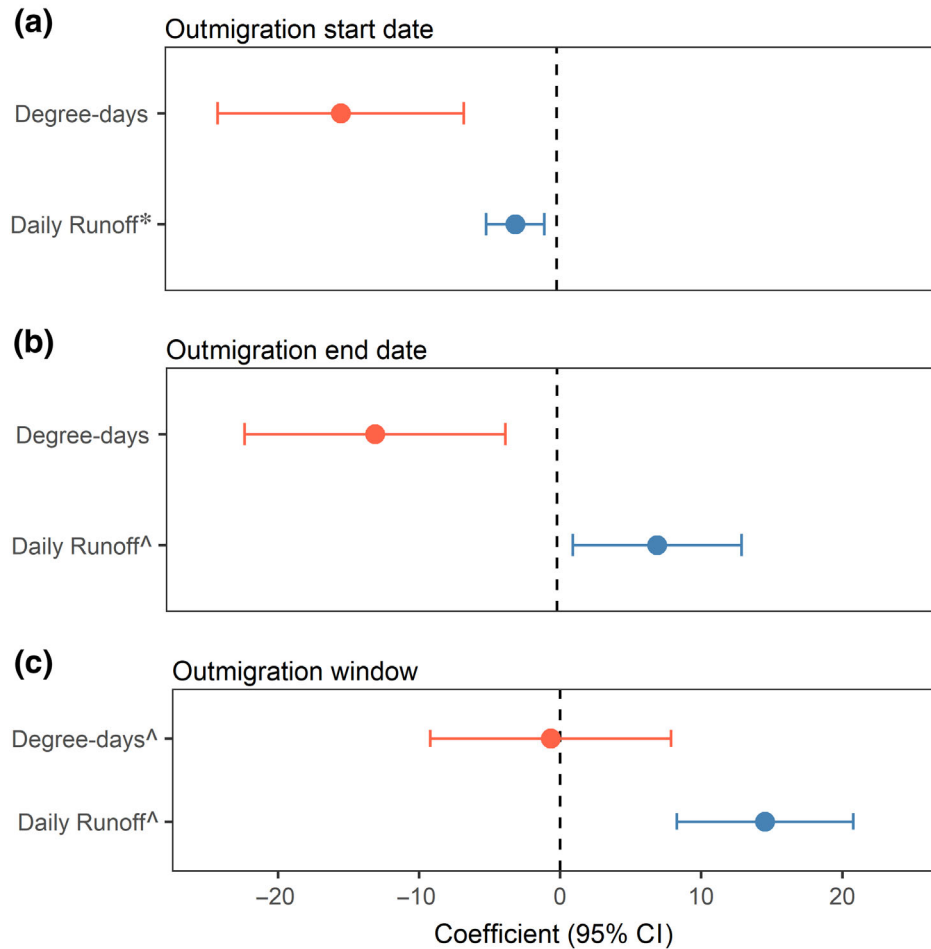 (a)
Outmigration start date
Degree-days
Daily Runoff*
(b)
Outmigration end date
Degree-days
Daily Runoff^
(c)
Outmigration window
Degree-days^
Daily Runoff^
−20 −10 0 10 20
Coefficient (95% CI)